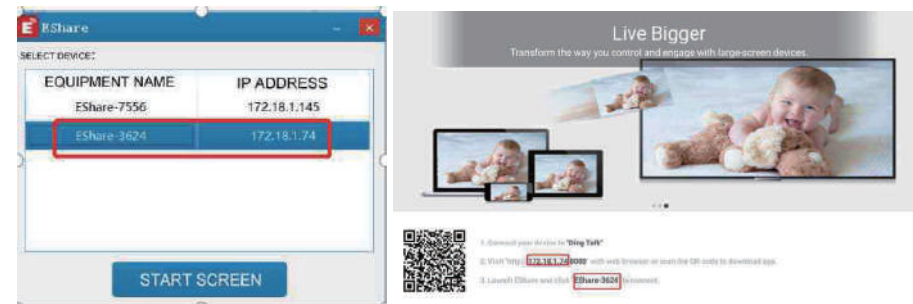 EShare
SELECT DEVICE:
EQUIPMENT NAME IP ADDRESS
EShare-7556 172.18.1.145
EShare-3624 172.18.1.74
START SCREEN
Live Bigger
Transform the way you control and engage with large-screen devices.
1. Connect your device to "Ding Talk"
2. Visit "http: 172.18.1.74:8000" with web browser or scan the QR code to download app.
3. Launch EShare and click "EShare-3624" to connect.